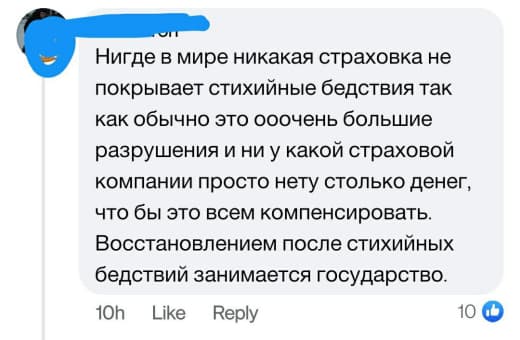 Нигде в мире никакая страховка не
покрывает стихийные бедствия так
как обычно это ооочень большие
разрушения и ни у какой страховой
компании просто нету столько денег,
что бы это всем компенсировать.
Восстановлением после стихийных
бедствий занимается государство.
10h Like Reply 10